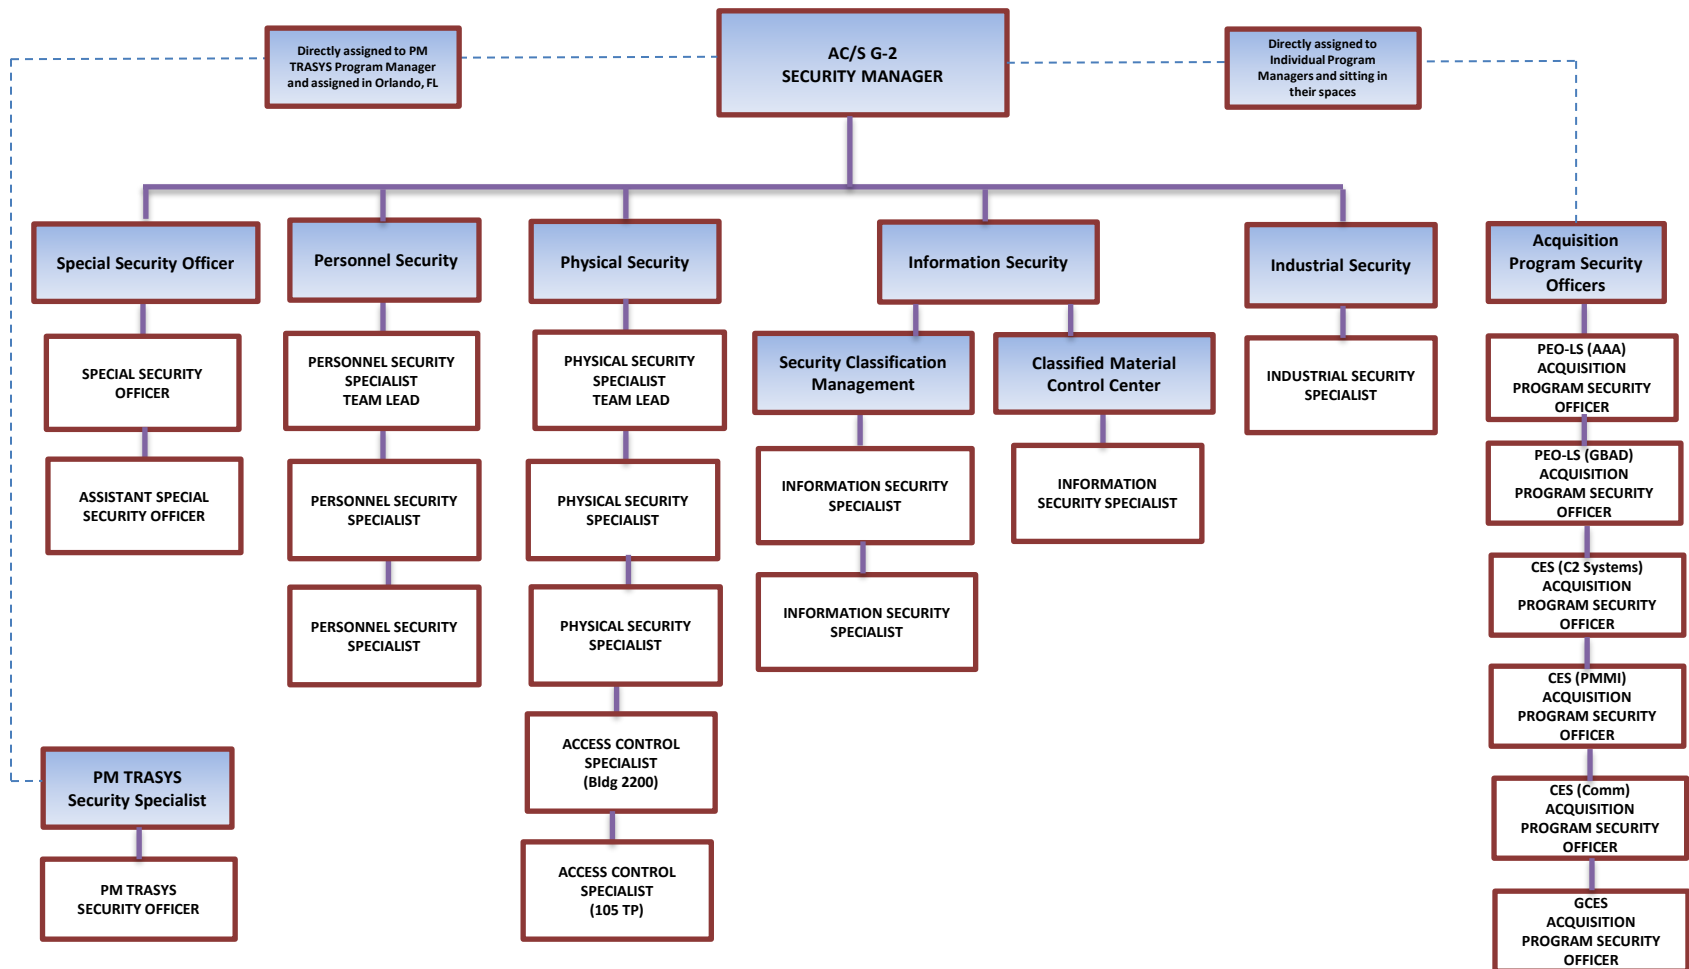 Directly assigned to PM
TRASYS Program Manager
and assigned in Orlando, FL
AC/S G-2
SECURITY MANAGER
Directly assigned to
Individual Program
Managers and sitting in
their spaces
Special Security Officer
SPECIAL SECURITY
OFFICER
ASSISTANT SPECIAL
SECURITY OFFICER
Personnel Security
PERSONNEL SECURITY
SPECIALIST
TEAM LEAD
PERSONNEL SECURITY
SPECIALIST
PERSONNEL SECURITY
SPECIALIST
Physical Security
PHYSICAL SECURITY
SPECIALIST
TEAM LEAD
PHYSICAL SECURITY
SPECIALIST
PHYSICAL SECURITY
SPECIALIST
ACCESS CONTROL
SPECIALIST
(Bldg 2200)
ACCESS CONTROL
SPECIALIST
(105 TP)
Information Security
Security Classification
Management
INFORMATION SECURITY
SPECIALIST
INFORMATION SECURITY
SPECIALIST
Classified Material
Control Center
INFORMATION
SECURITY SPECIALIST
Industrial Security
INDUSTRIAL SECURITY
SPECIALIST
Acquisition
Program Security
Officers
PEO-LS (AAA)
ACQUISITION
PROGRAM SECURITY
OFFICER
PEO-LS (GBAD)
ACQUISITION
PROGRAM SECURITY
OFFICER
CES (C2 Systems)
ACQUISITION
PROGRAM SECURITY
OFFICER
CES (PMMI)
ACQUISITION
PROGRAM SECURITY
OFFICER
CES (Comm)
ACQUISITION
PROGRAM SECURITY
OFFICER
GCES
ACQUISITION
PROGRAM SECURITY
OFFICER
PM TRASYS
Security Specialist
PM TRASYS
SECURITY OFFICER